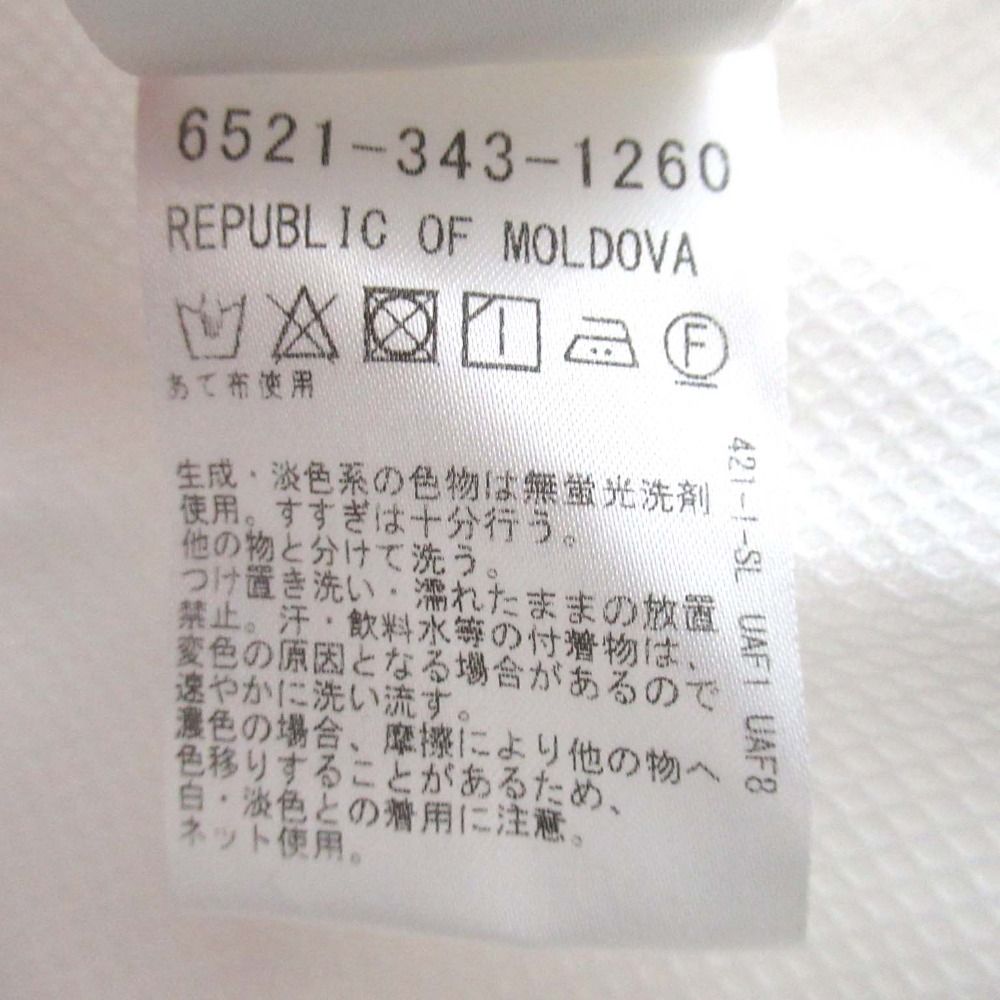 6521-343-1260
REPUBLIC OF MOLDOVA
F
あて布使用
生成・淡色系の色物は無蛍光洗剤
使用。すすぎは十分行う。
他の物と分けて洗う。
つけ置き洗い・濡れたままの放置
禁止。汗・飲料水等の付着物は、
変色の原因となる場合があるので
速やかに洗い流す。
濃色の場合、摩擦により他の物へ
色移りすることがあるため、
白・淡色との着用に注意。
ネット使用。
421-1-SL UAF1 UAF8